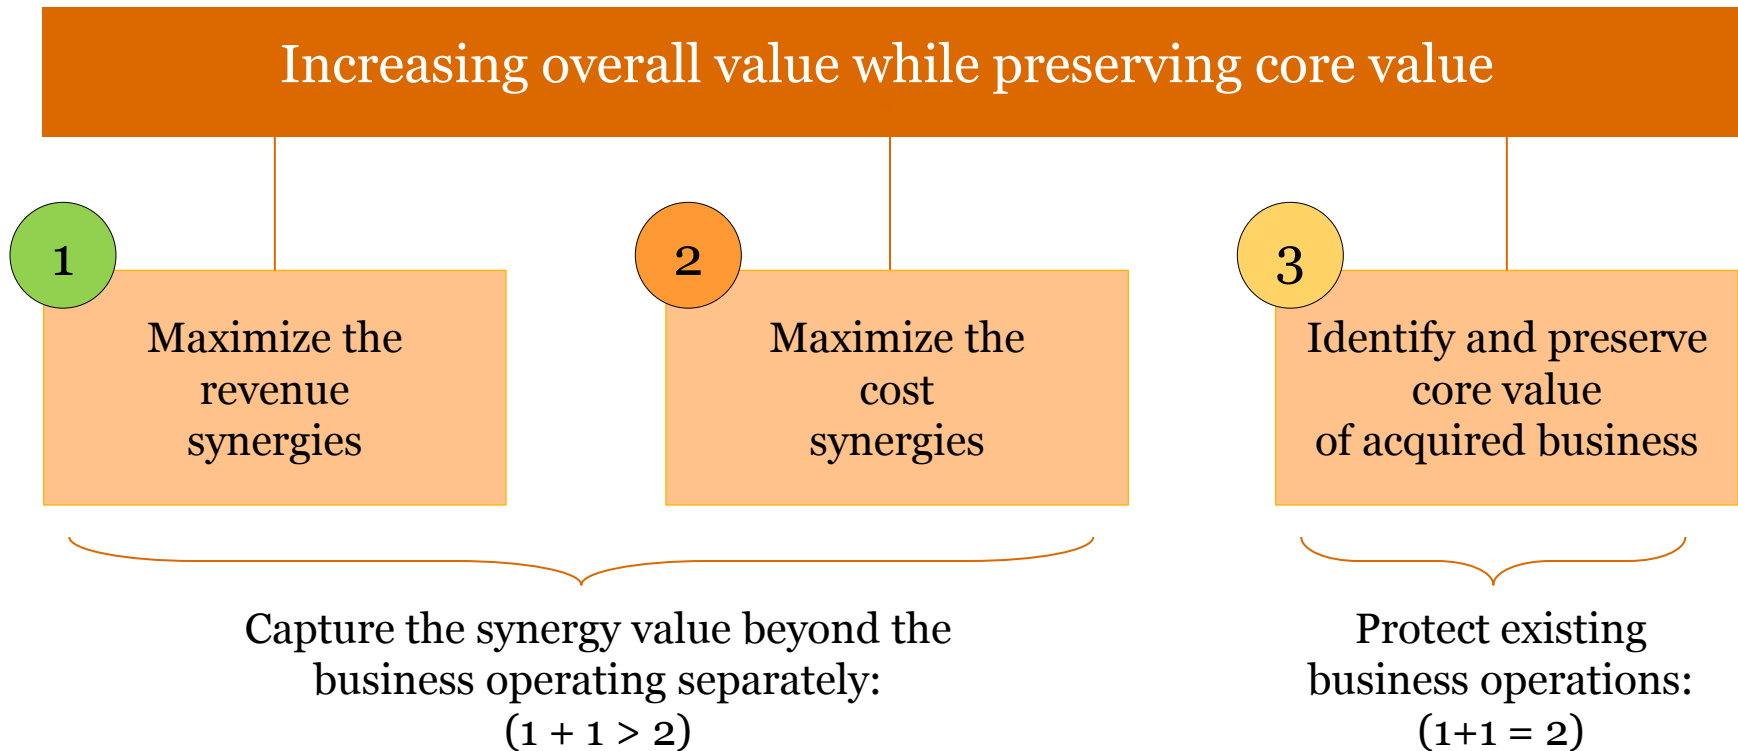 Increasing overall value while preserving core value
1
2
3
Maximize the
revenue
synergies
Maximize the
cost
synergies
Identify and preserve
core value
of acquired business
Capture the synergy value beyond the
business operating separately:
(1 + 1 > 2)
Protect existing
business operations:
(1+1 = 2)